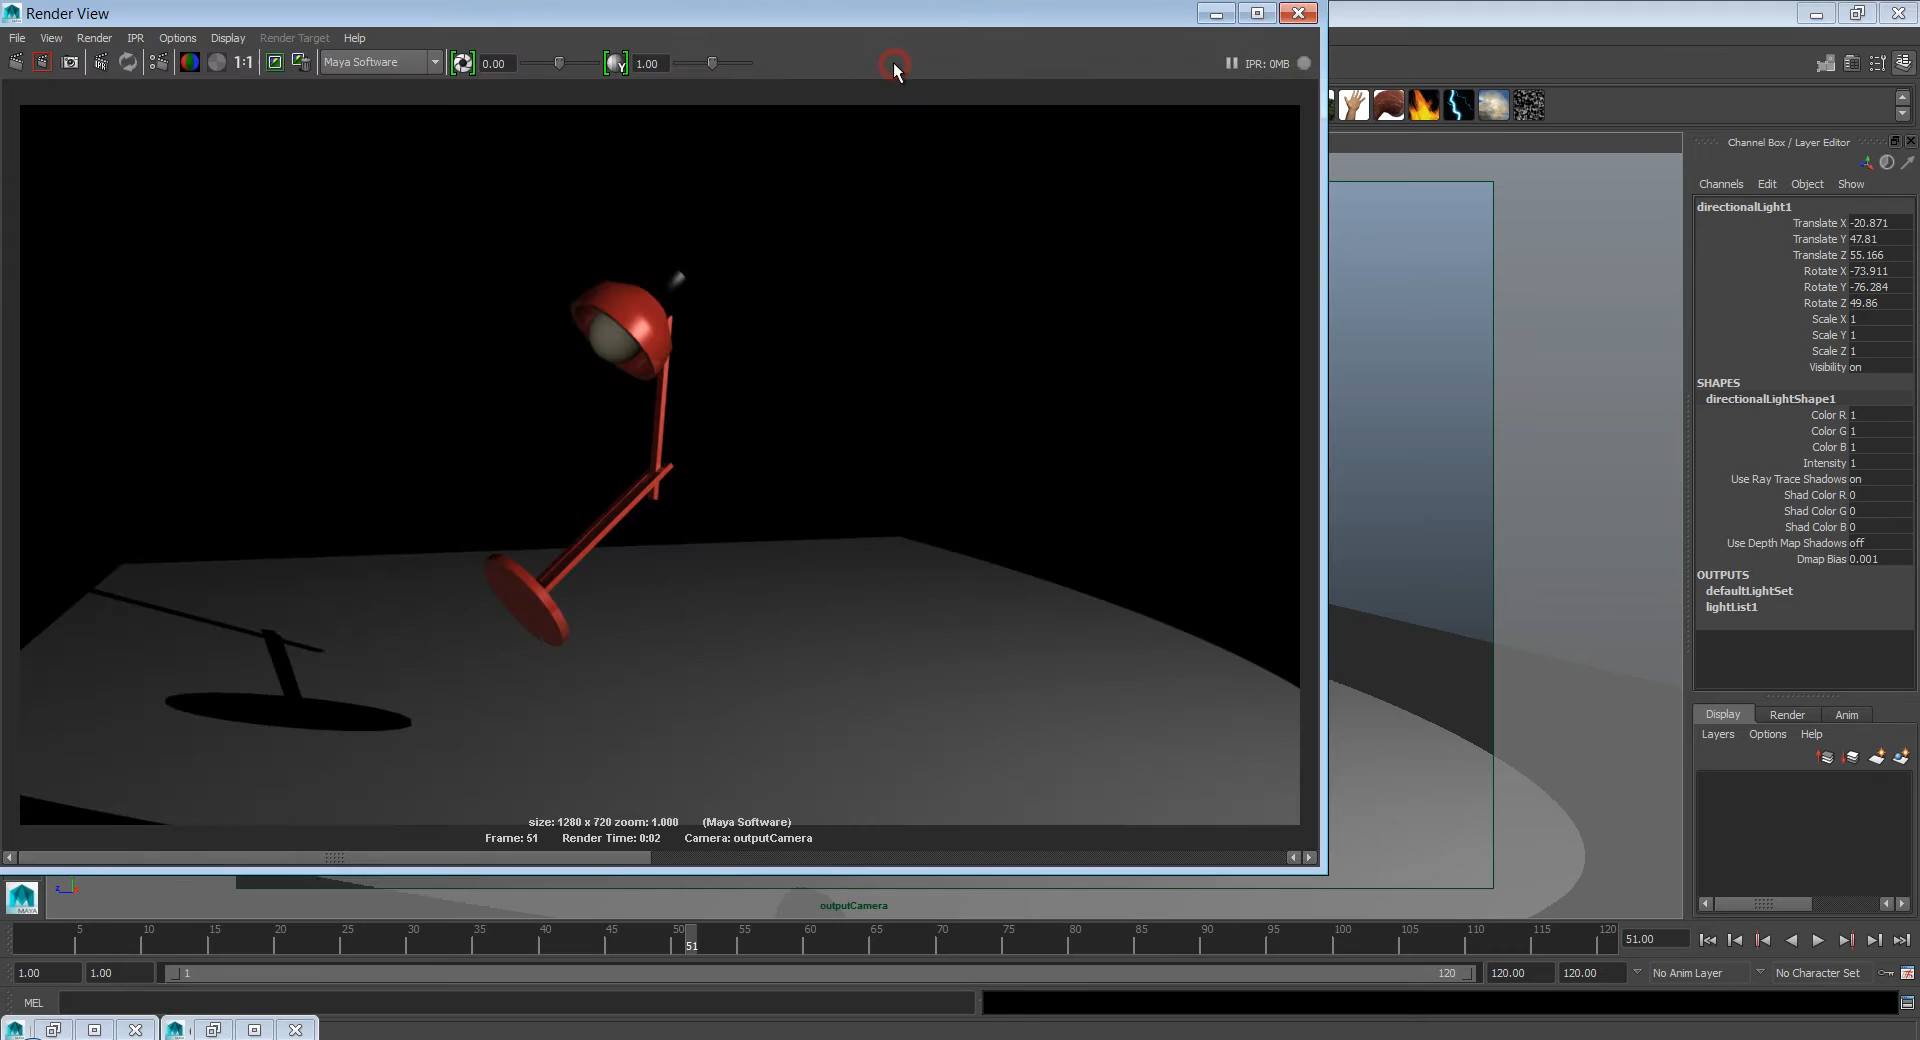 Render View
File View Render IPR Options Display Render Target Help
1:1 Maya Software 0.00 1.00 IPR: 0MB
Channel Box / Layer Editor
Channels Edit Object Show
directionalLight1
Translate X -20.871
Translate Y 47.81
Translate Z 55.166
Rotate X -73.911
Rotate Y -76.284
Rotate Z 49.86
Scale X 1
Scale Y 1
Scale Z 1
Visibility on
SHAPES
directionalLightShape1
Color R 1
Color G 1
Color B 1
Intensity 1
Use Ray Trace Shadows on
Shad Color R 0
Shad Color G 0
Shad Color B 0
Use Depth Map Shadows off
Dmap Bias 0.001
OUTPUTS
defaultLightSet
lightList1
Display Render Anim
Layers Options Help
size: 1280 x 720 zoom: 1.000 (Maya Software)
Frame: 51 Render Time: 0:02 Camera: outputCamera
MAYA
outputCamera
5 10 15 20 25 30 35 40 45 50 55 60 65 70 75 80 85 90 95 100 105 110 115 120
51
51.00
1.00 1.00 1 120 120.00 120.00 No Anim Layer No Character Set
MEL